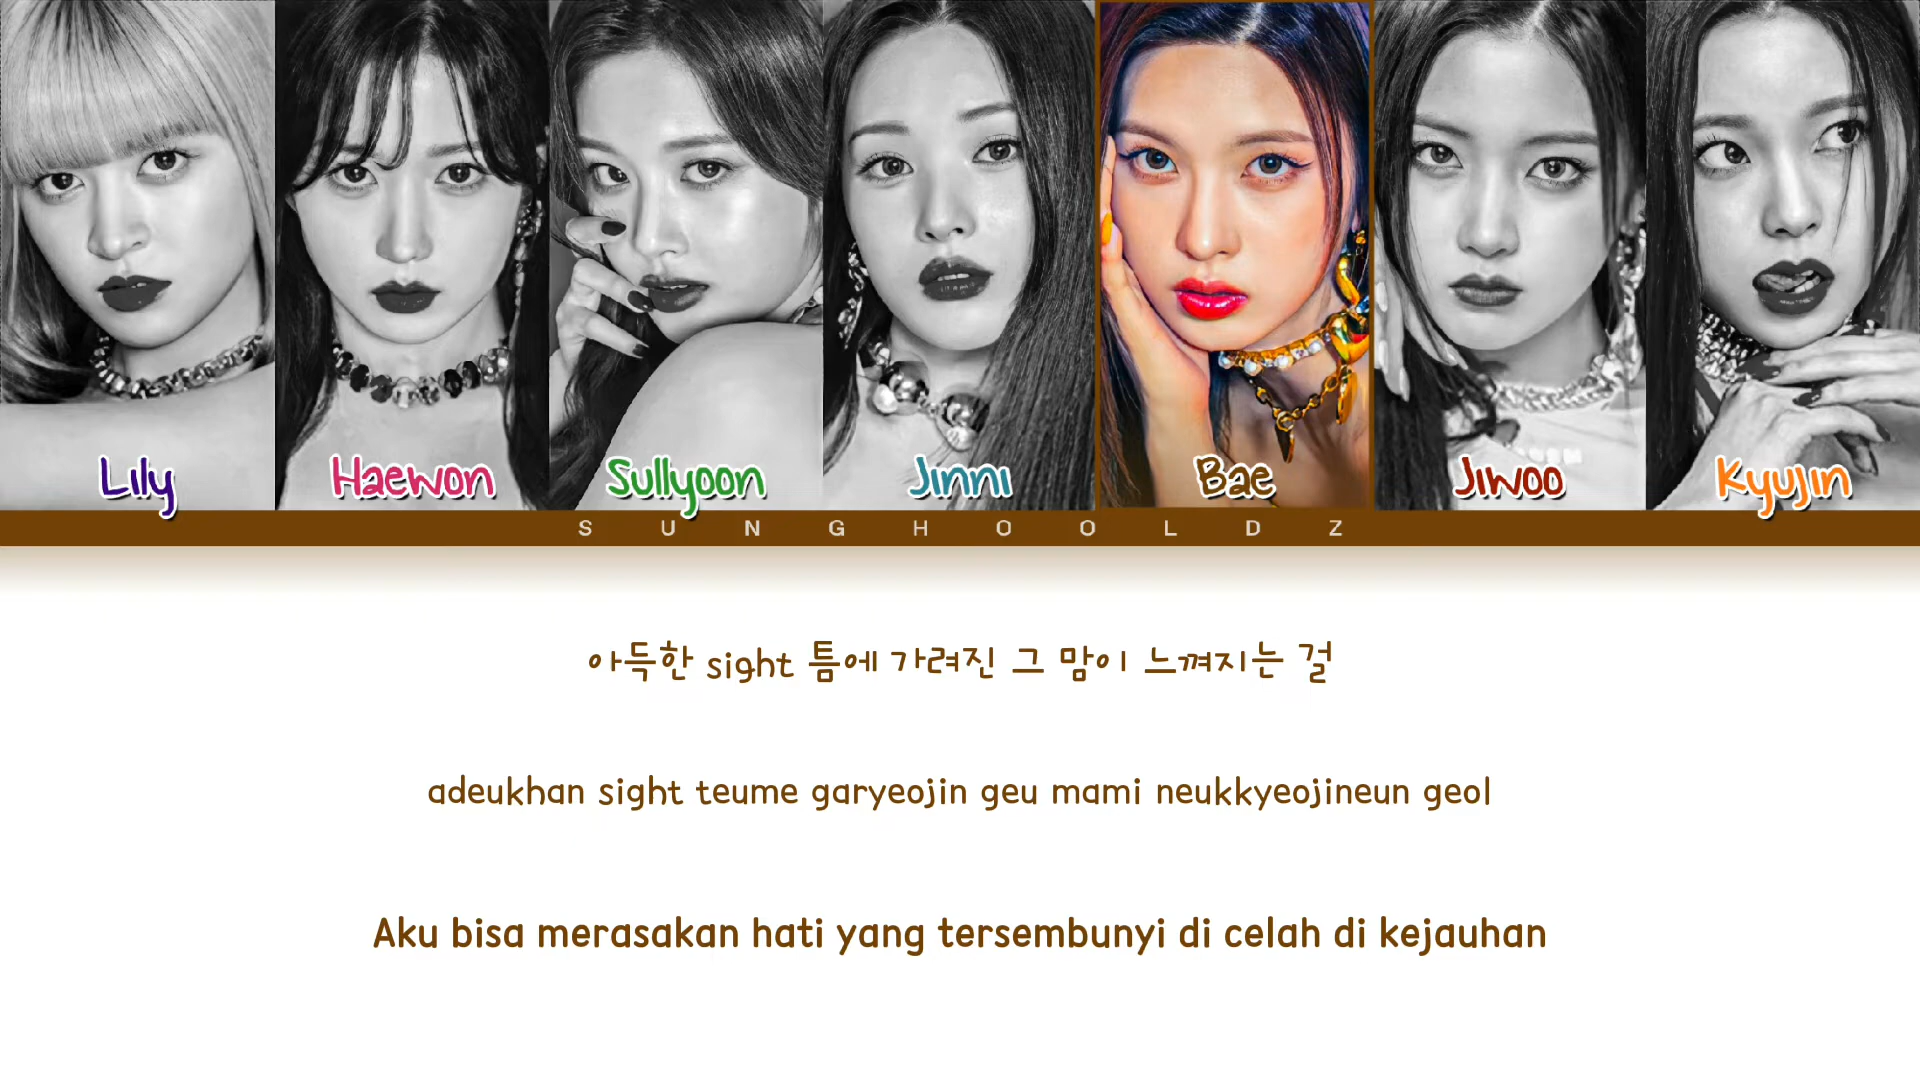 Lily Haewon Sullyoon Jinni Bae Jiwoo Kyujin
SUNGHOOLDZ
아득한 sight 틈에 가려진 그 맘이 느껴지는 걸
adeukhan sight teume garyeojin geu mami neukkyeojineun geol
Aku bisa merasakan hati yang tersembunyi di celah di kejauhan